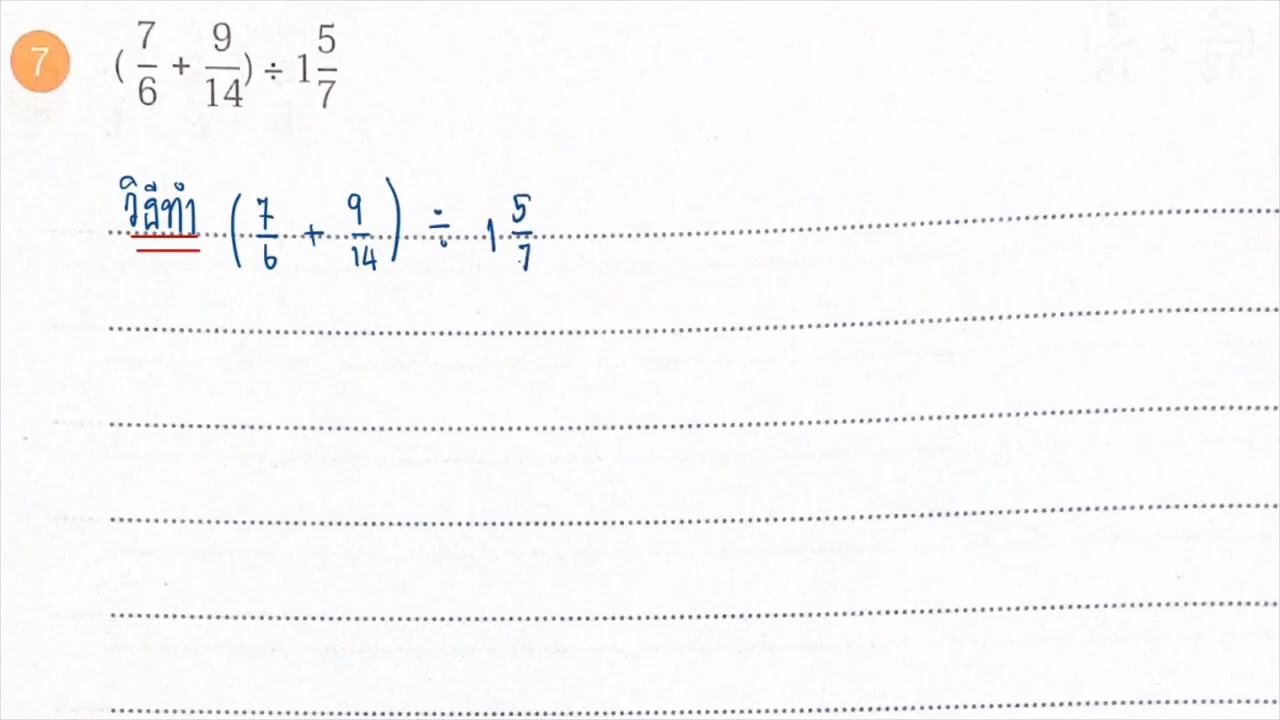 7 (7/6 + 9/14) ÷ 1 5/7
วิธีทำ (7/6 + 9/14) ÷ 1 5/7